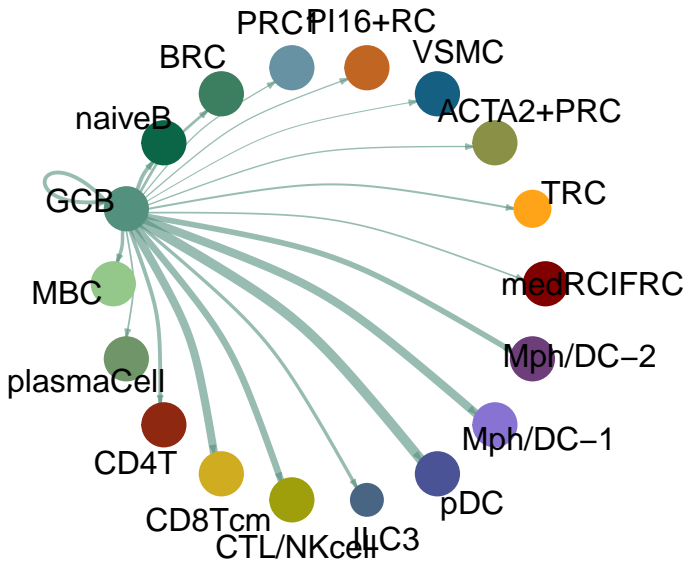 PRC1
PI16+RC
BRC
VSMC
naiveB
ACTA2+PRC
GCB
TRC
MBC
medRCIFRC
plasmaCell
Mph/DC−2
CD4T
Mph/DC−1
CD8Tcm
pDC
CTL/NKcell
ILC3